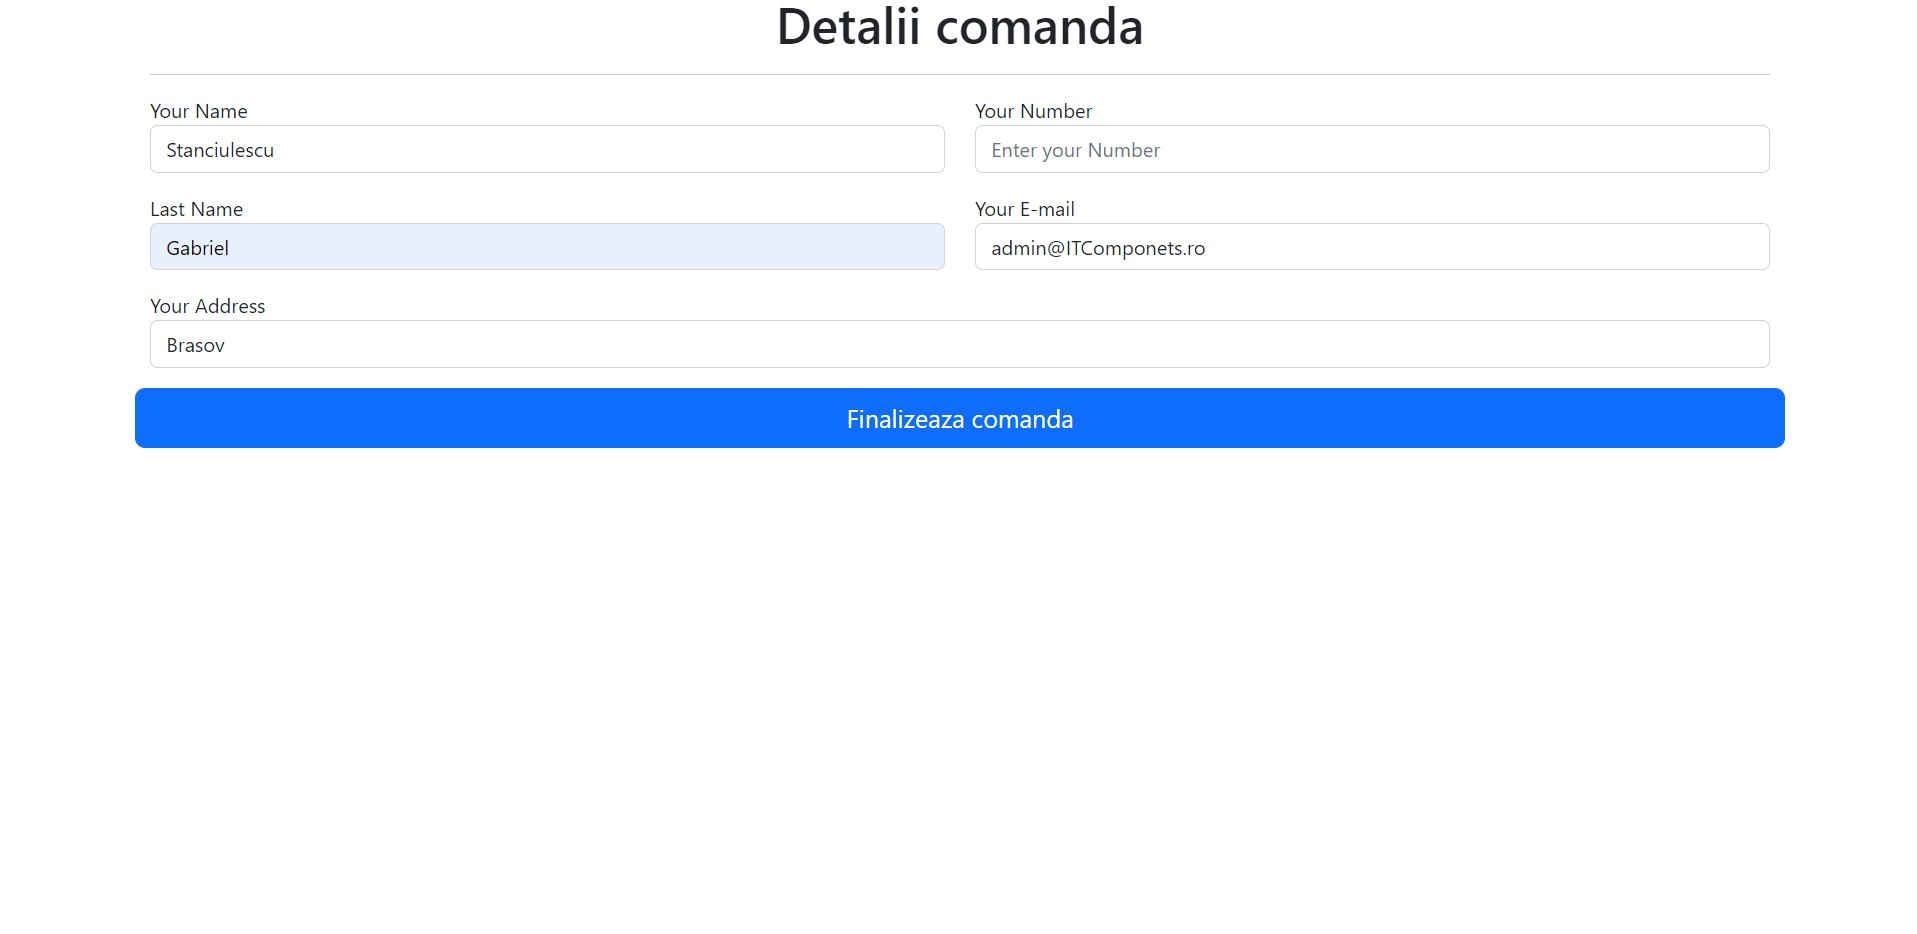 Detalii comanda
Your Name
Stanciulescu
Your Number
Enter your Number
Last Name
Gabriel
Your E-mail
admin@ITComponets.ro
Your Address
Brasov
Finalizeaza comanda